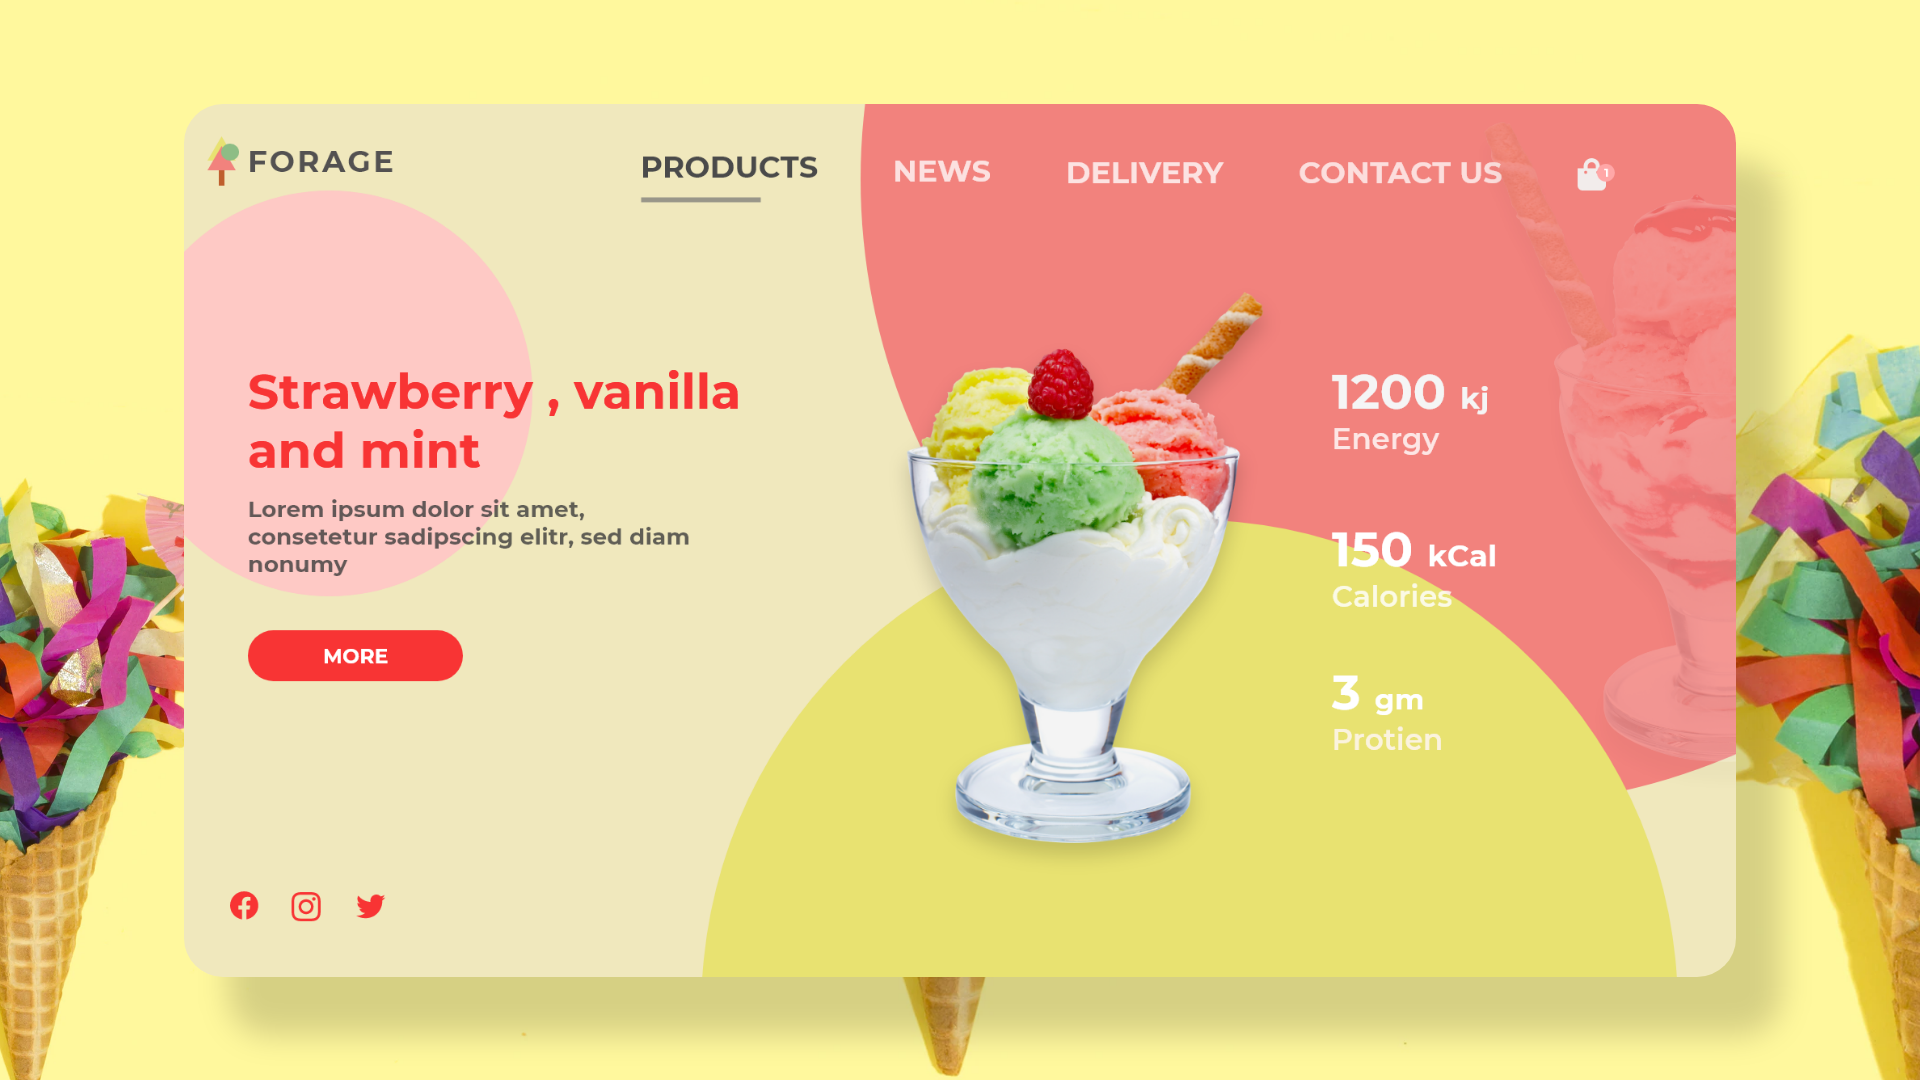 FORAGE
PRODUCTS
NEWS
DELIVERY
CONTACT US
1
Strawberry , vanilla
and mint
Lorem ipsum dolor sit amet,
consetetur sadipscing elitr, sed diam
nonumy
MORE
1200 kj
Energy
150 kCal
Calories
3 gm
Protien